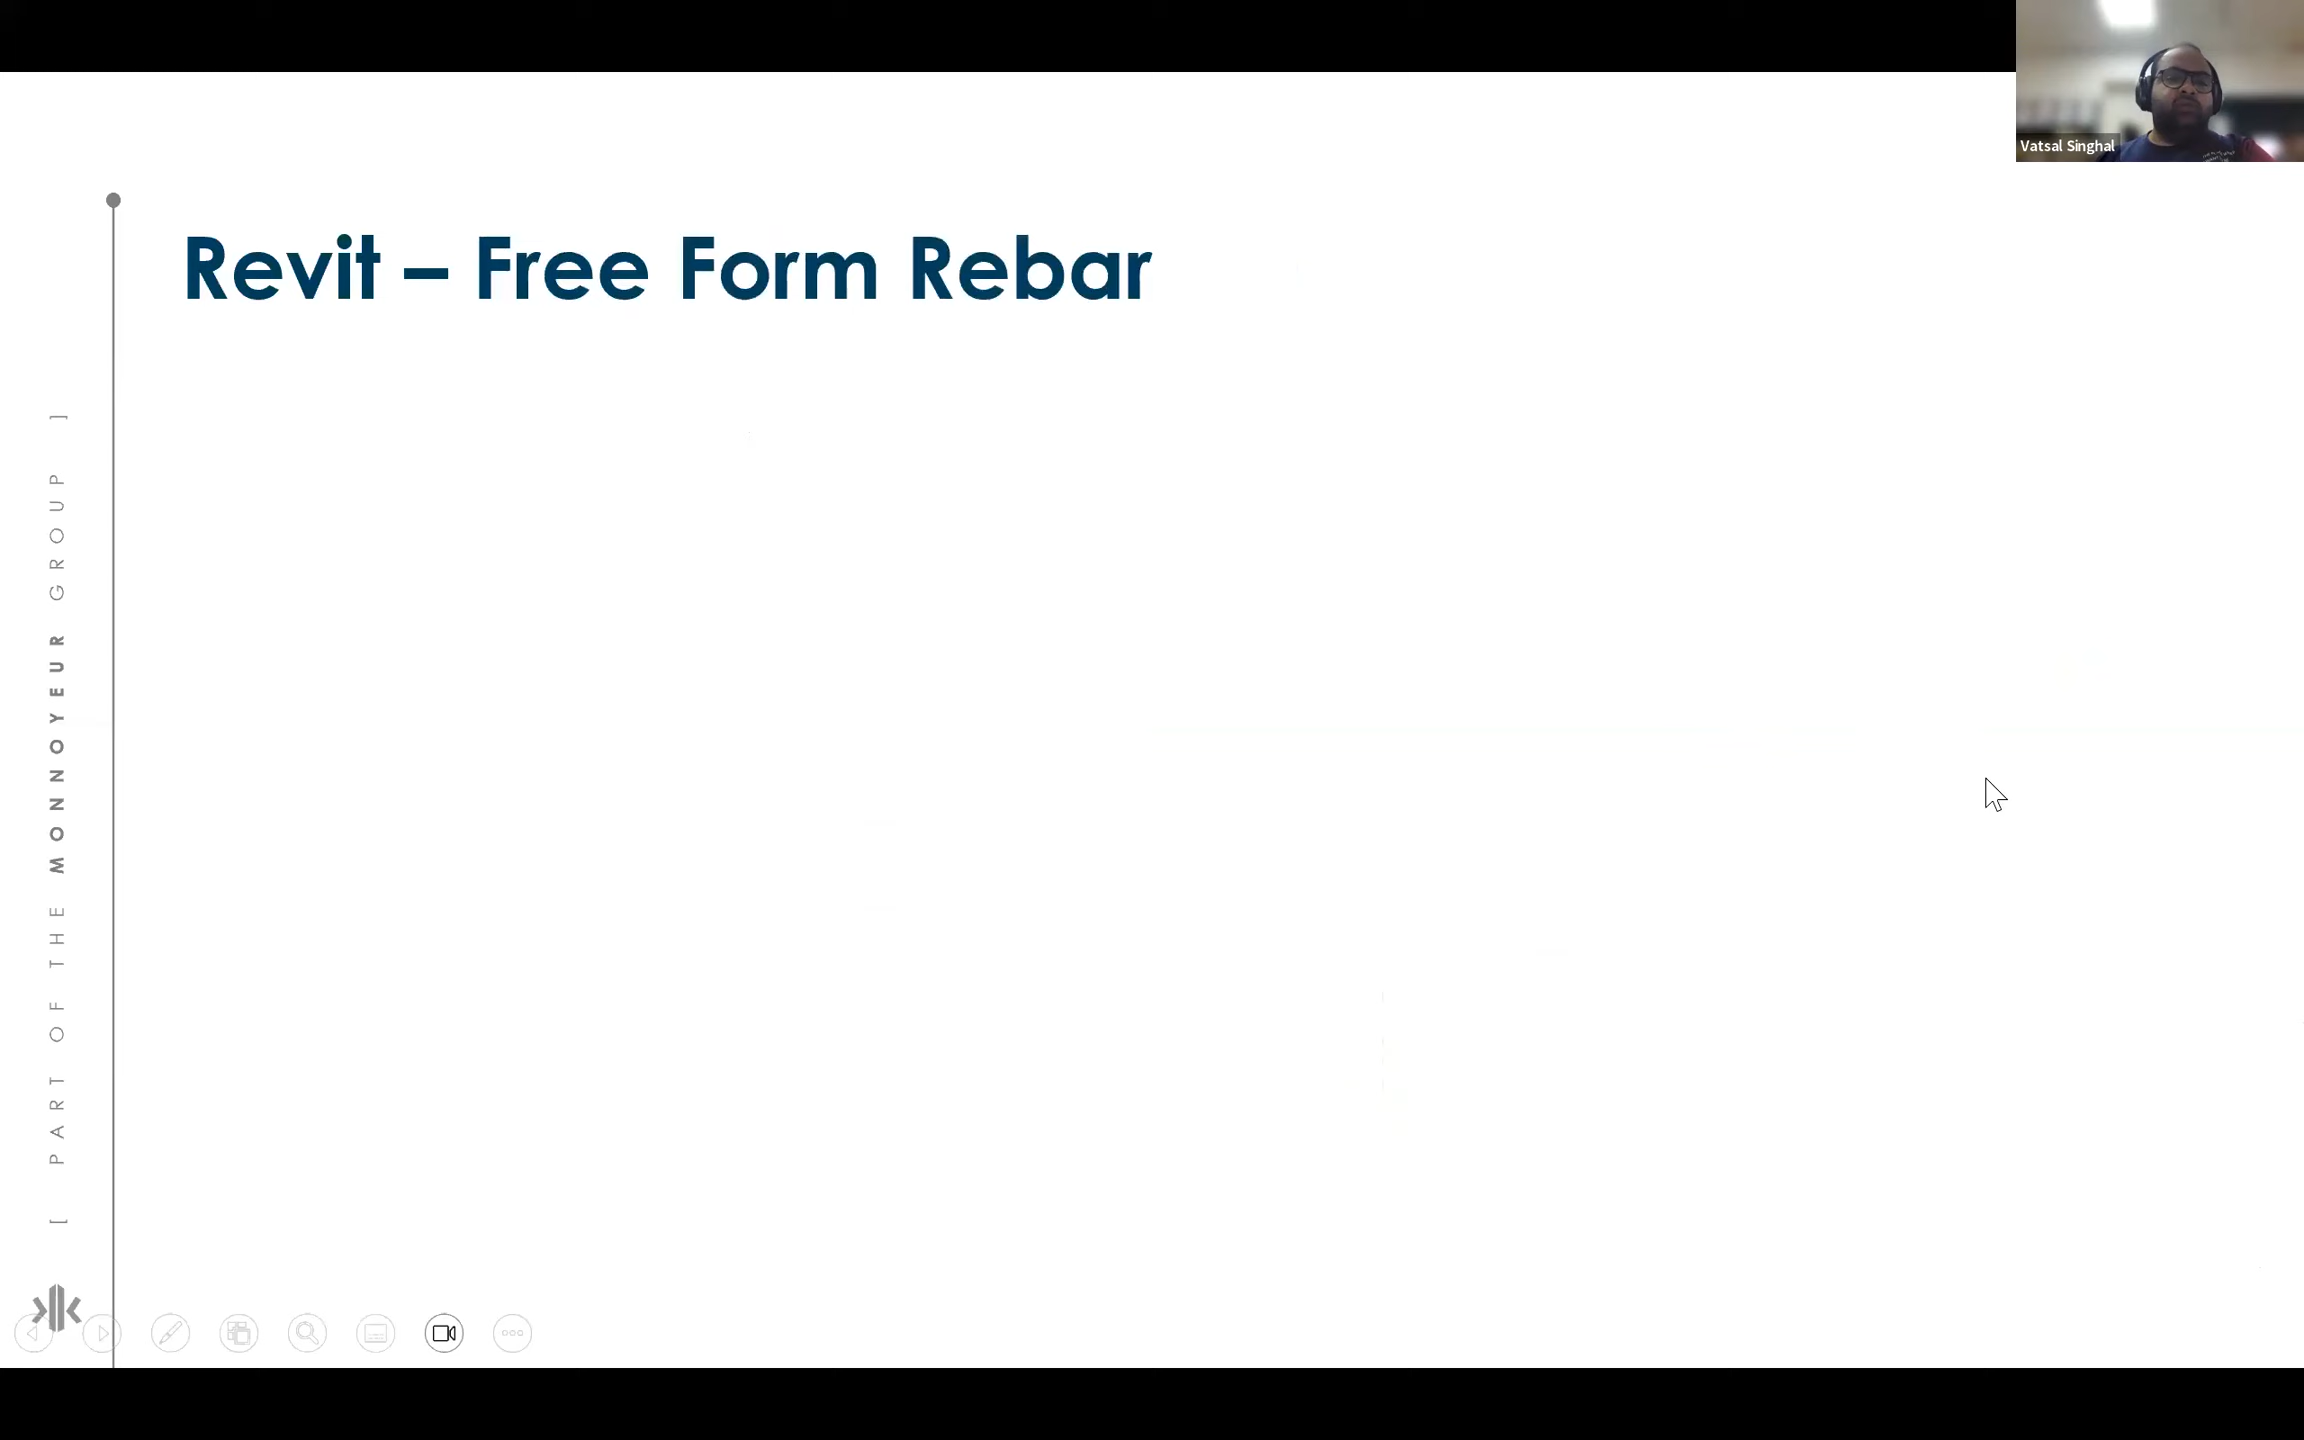 Vatsal Singhal
Revit – Free Form Rebar
[ PART OF THE MONNOYEUR GROUP ]